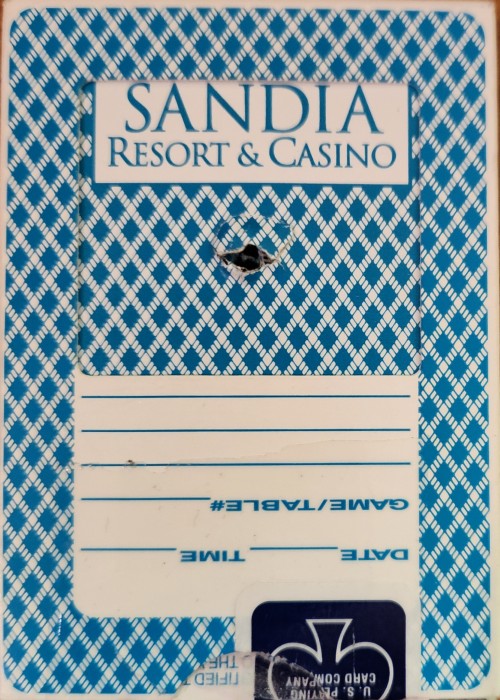 SANDIA
RESORT & CASINO
GAME/TABLE#
DATE TIME
U.S. PLAYING
CARD COMPANY